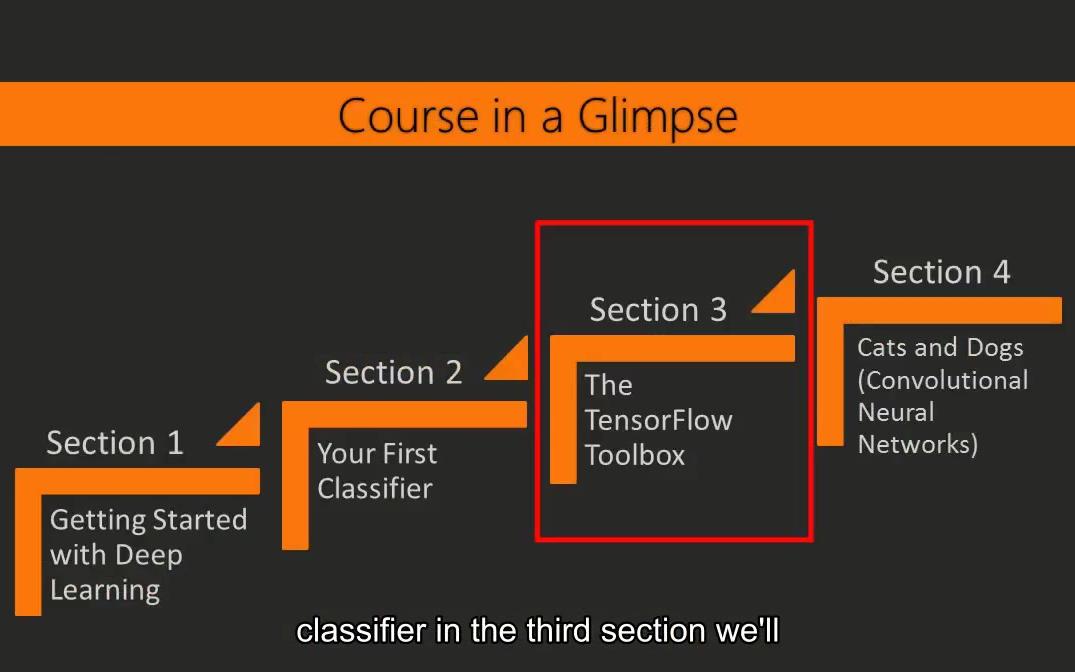 Course in a Glimpse
Section 1
Getting Started
with Deep
Learning
Section 2
Your First
Classifier
Section 3
The
TensorFlow
Toolbox
Section 4
Cats and Dogs
(Convolutional
Neural
Networks)
classifier in the third section we'll